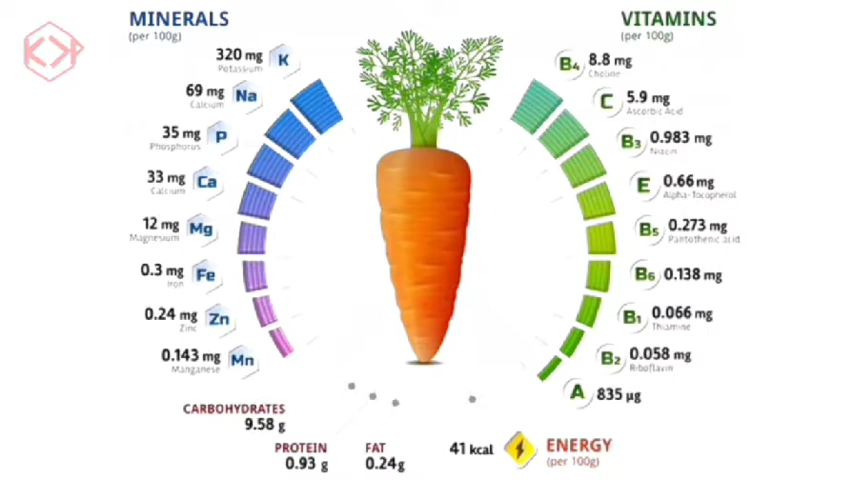 MINERALS
(per 100g)
320 mg K
Potassium
69 mg Na
Calcium
35 mg P
Phosphorus
33 mg Ca
Calcium
12 mg Mg
Magnesium
0.3 mg Fe
Iron
0.24 mg Zn
Zinc
0.143 mg Mn
Manganese
VITAMINS
(per 100g)
B4 8.8 mg
Choline
C 5.9 mg
Ascorbic Acid
B3 0.983 mg
Niacin
E 0.66 mg
Alpha-Tocopherol
B5 0.273 mg
Pantothenic acid
B6 0.138 mg
B1 0.066 mg
Thiamine
B2 0.058 mg
Riboflavin
A 835 µg
CARBOHYDRATES
9.58 g
PROTEIN
0.93 g
FAT
0.24g
41 kcal
ENERGY
(per 100g)